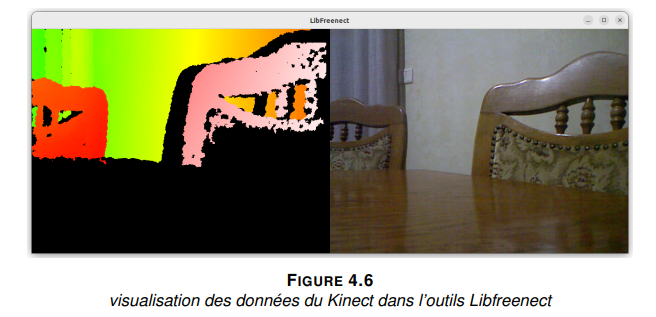 LibFreenect
FIGURE 4.6
visualisation des données du Kinect dans l'outils Libfreenect